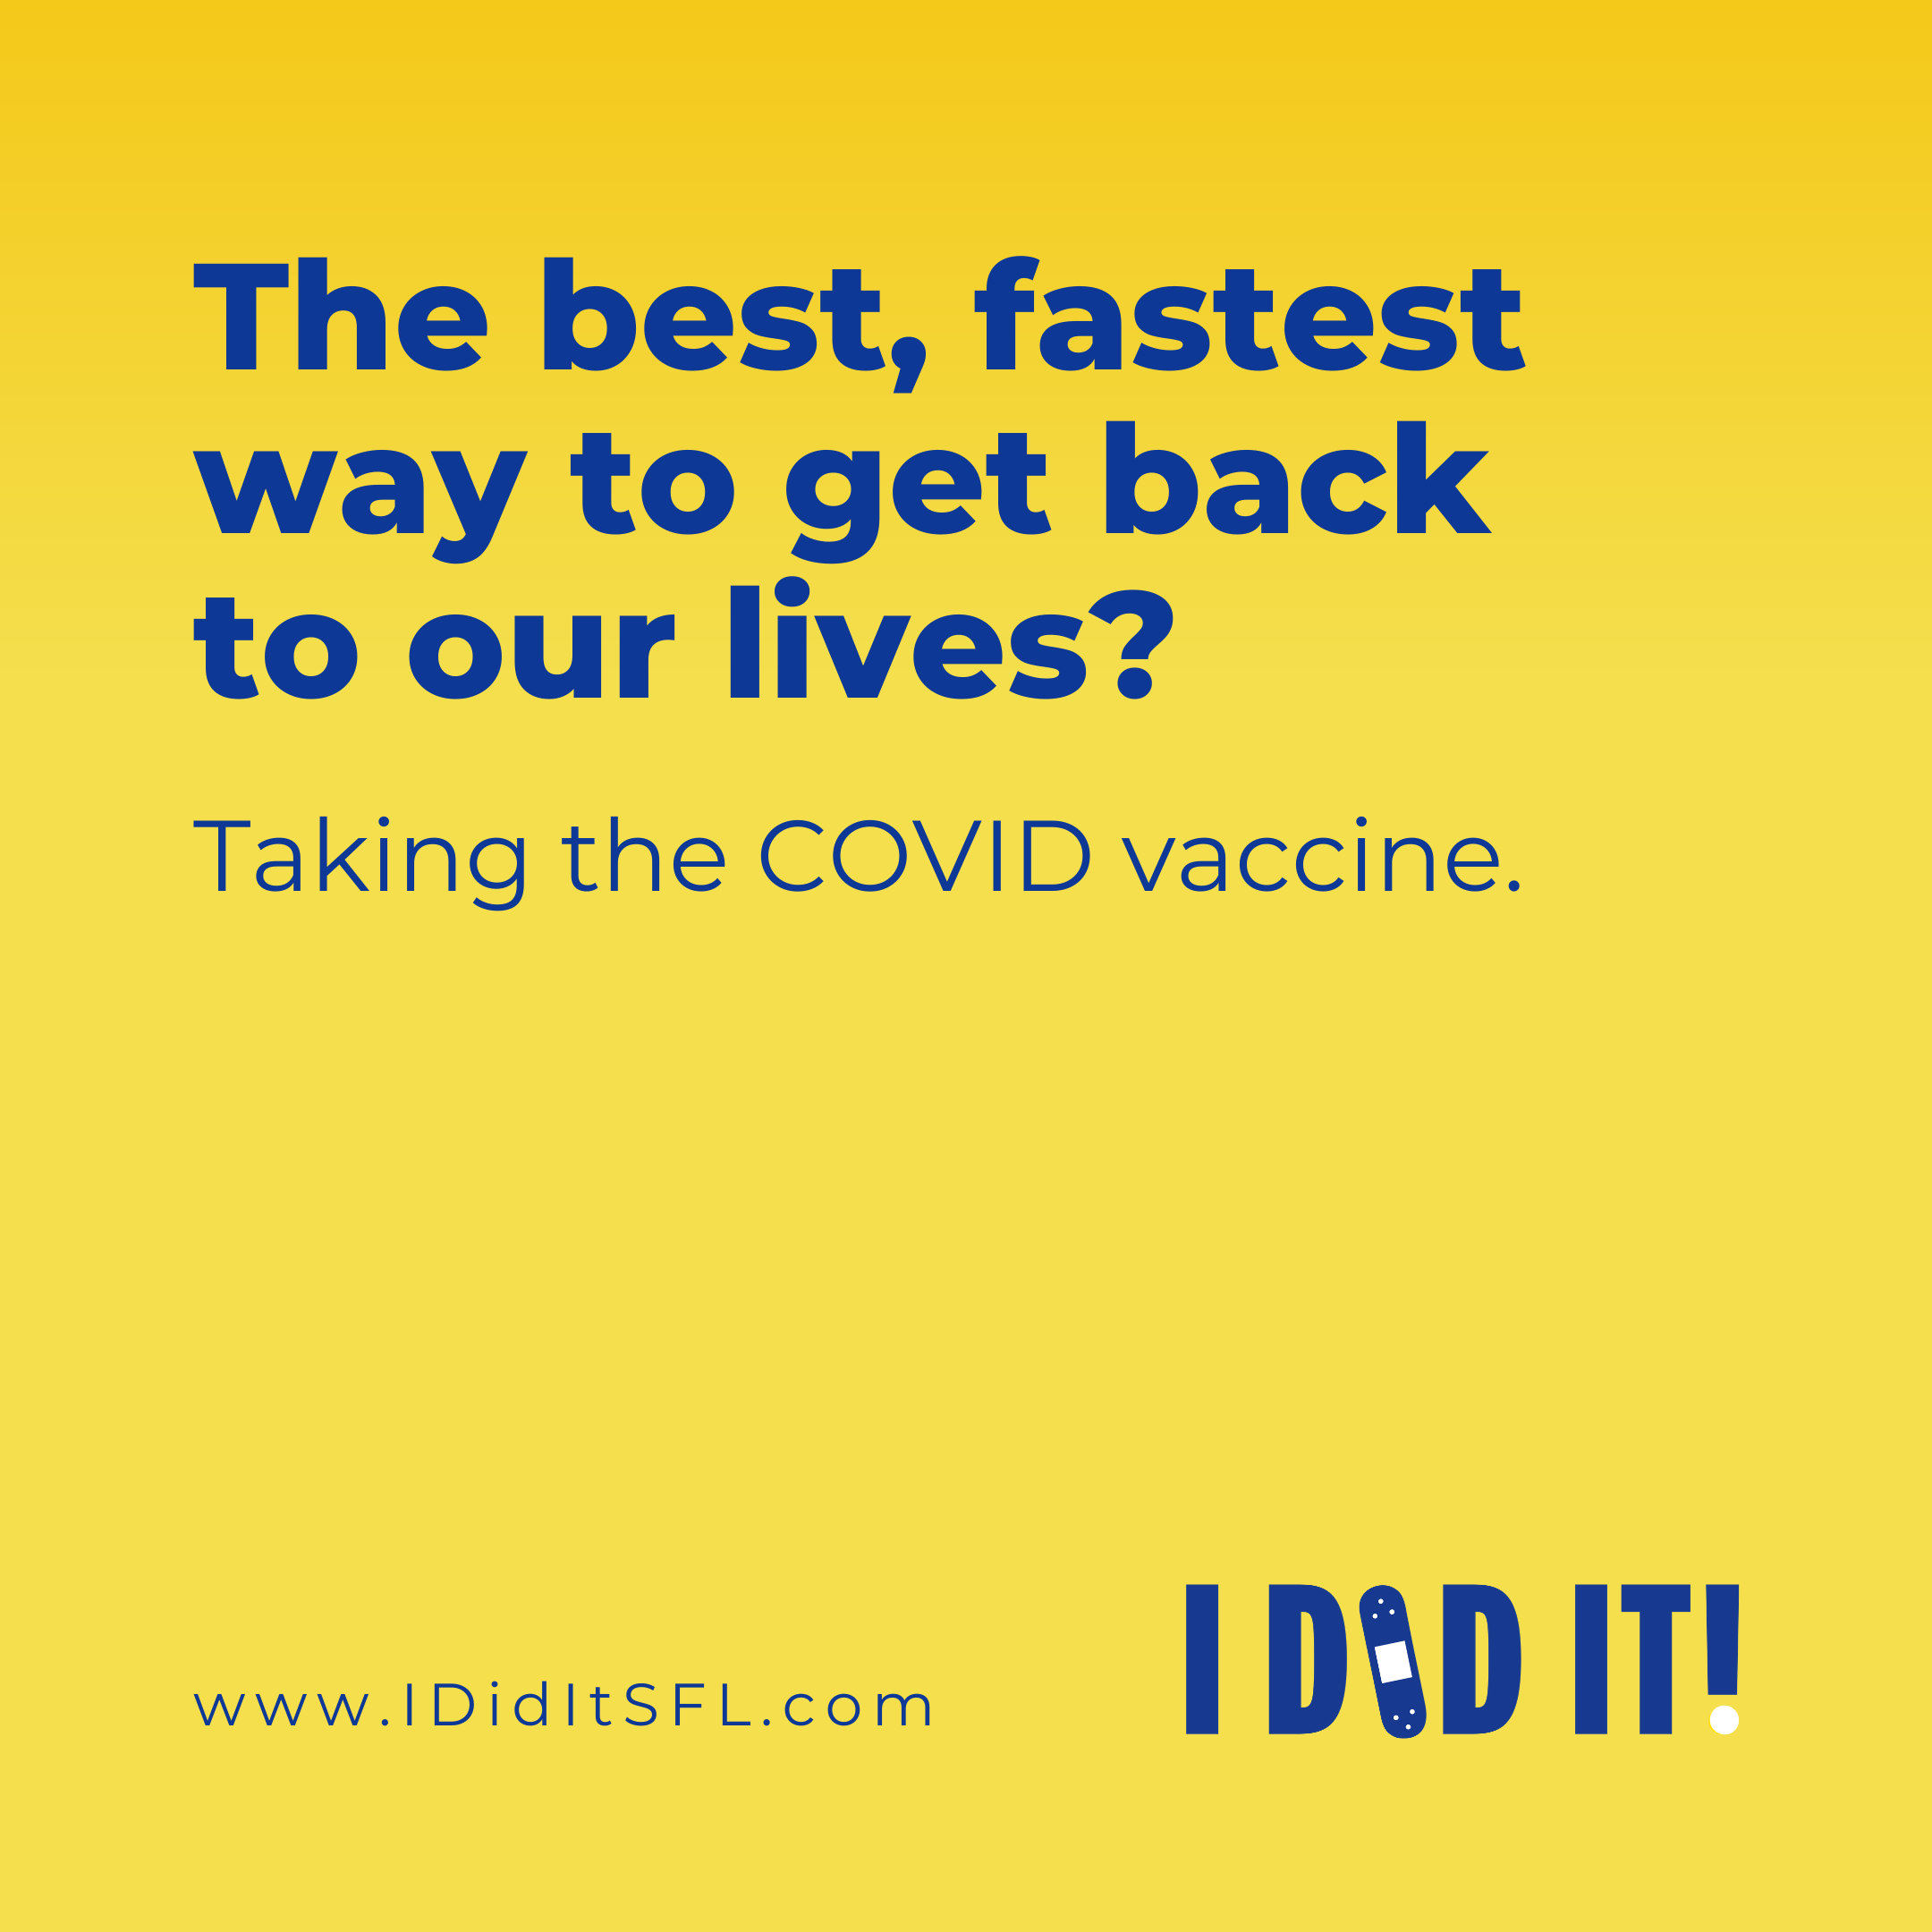 The best, fastest
way to get back
to our lives?
Taking the COVID vaccine.
www.IDidItSFL.com
I DID IT!